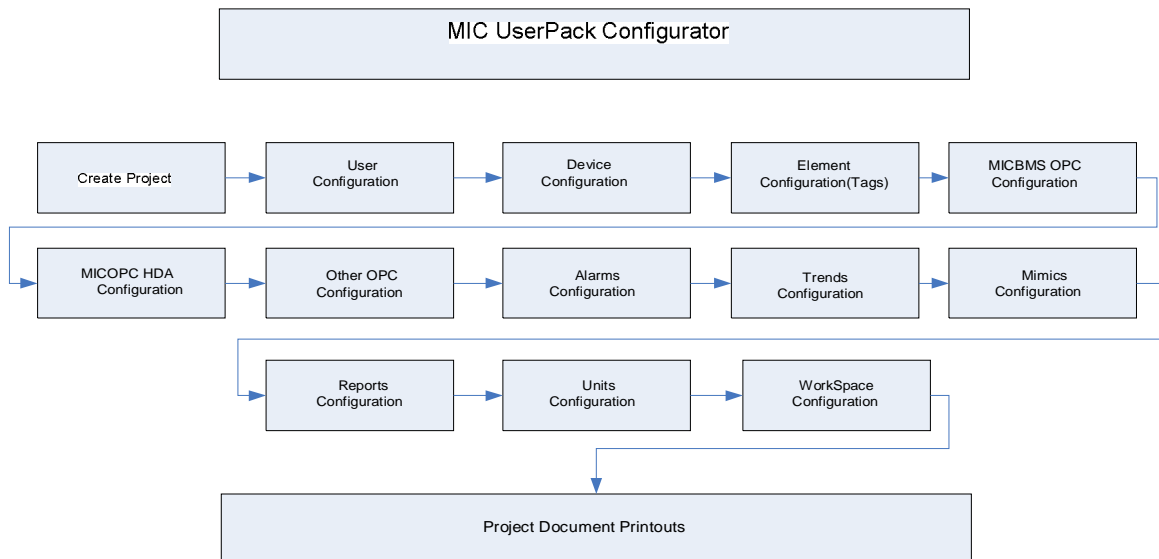 MIC UserPack Configurator
Create Project
User
Configuration
Device
Configuration
Element
Configuration(Tags)
MICBMS OPC
Configuration
MICOPC HDA
Configuration
Other OPC
Configuration
Alarms
Configuration
Trends
Configuration
Mimics
Configuration
Reports
Configuration
Units
Configuration
WorkSpace
Configuration
Project Document Printouts